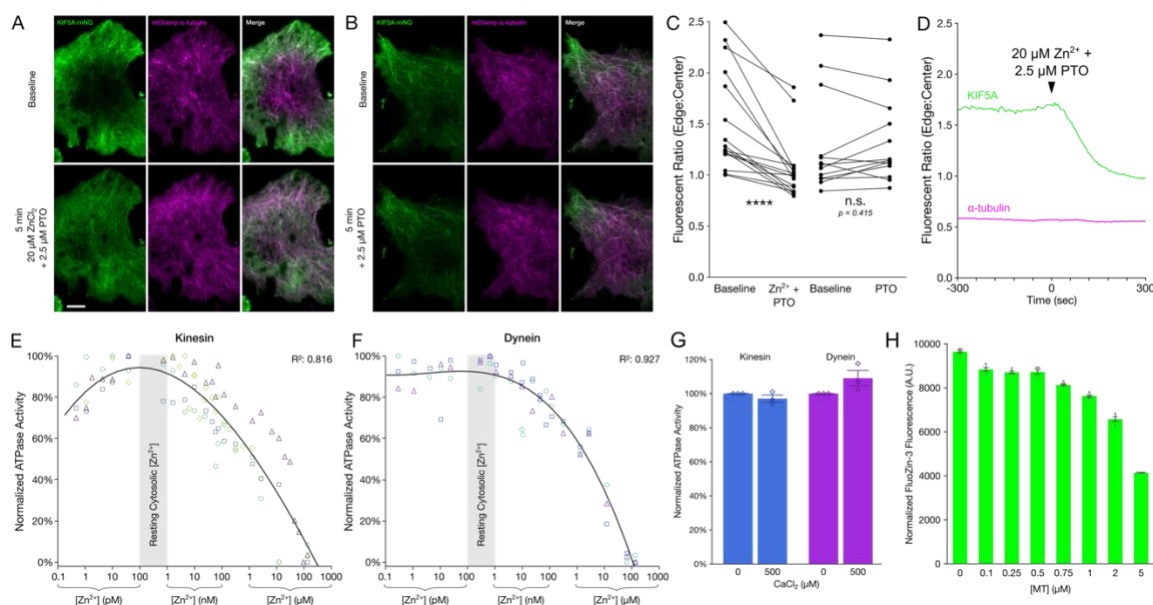 A
KIF5A-mNG
mCherry-α-tubulin
Merge
Baseline
5 min
20 µM ZnCl₂
+ 2.5 µM PTO
B
KIF5A-mNG
mCherry-α-tubulin
Merge
Baseline
5 min
+ 2.5 µM PTO
C
Fluorescent Ratio (Edge:Center)
2.5
2.0
1.5
1.0
0.5
0.0
****
n.s.
p = 0.415
Baseline
Zn²⁺ +
PTO
Baseline
PTO
D
Fluorescent Ratio (Edge:Center)
2.5
2.0
1.5
1.0
0.5
0.0
20 µM Zn²⁺ +
2.5 µM PTO
KIF5A
α-tubulin
-300
0
300
Time (sec)
E
Kinesin
R²: 0.816
Normalized ATPase Activity
100%
80%
60%
40%
20%
0%
Resting Cytosolic [Zn²⁺]
0.1
1
10
100
1
10
100
1
10
100
1000
[Zn²⁺] (pM)
[Zn²⁺] (nM)
[Zn²⁺] (µM)
F
Dynein
R²: 0.927
Normalized ATPase Activity
100%
80%
60%
40%
20%
0%
Resting Cytosolic [Zn²⁺]
0.1
1
10
100
1
10
100
1
10
100
1000
[Zn²⁺] (pM)
[Zn²⁺] (nM)
[Zn²⁺] (µM)
G
Kinesin
Dynein
Normalized ATPase Activity
120%
100%
80%
60%
40%
20%
0%
0
500
0
500
CaCl₂ (µM)
H
Normalized FluoZin-3 Fluorescence (A.U.)
10000
8000
6000
4000
2000
0
0
0.1
0.25
0.5
0.75
1
2
5
[MT] (µM)